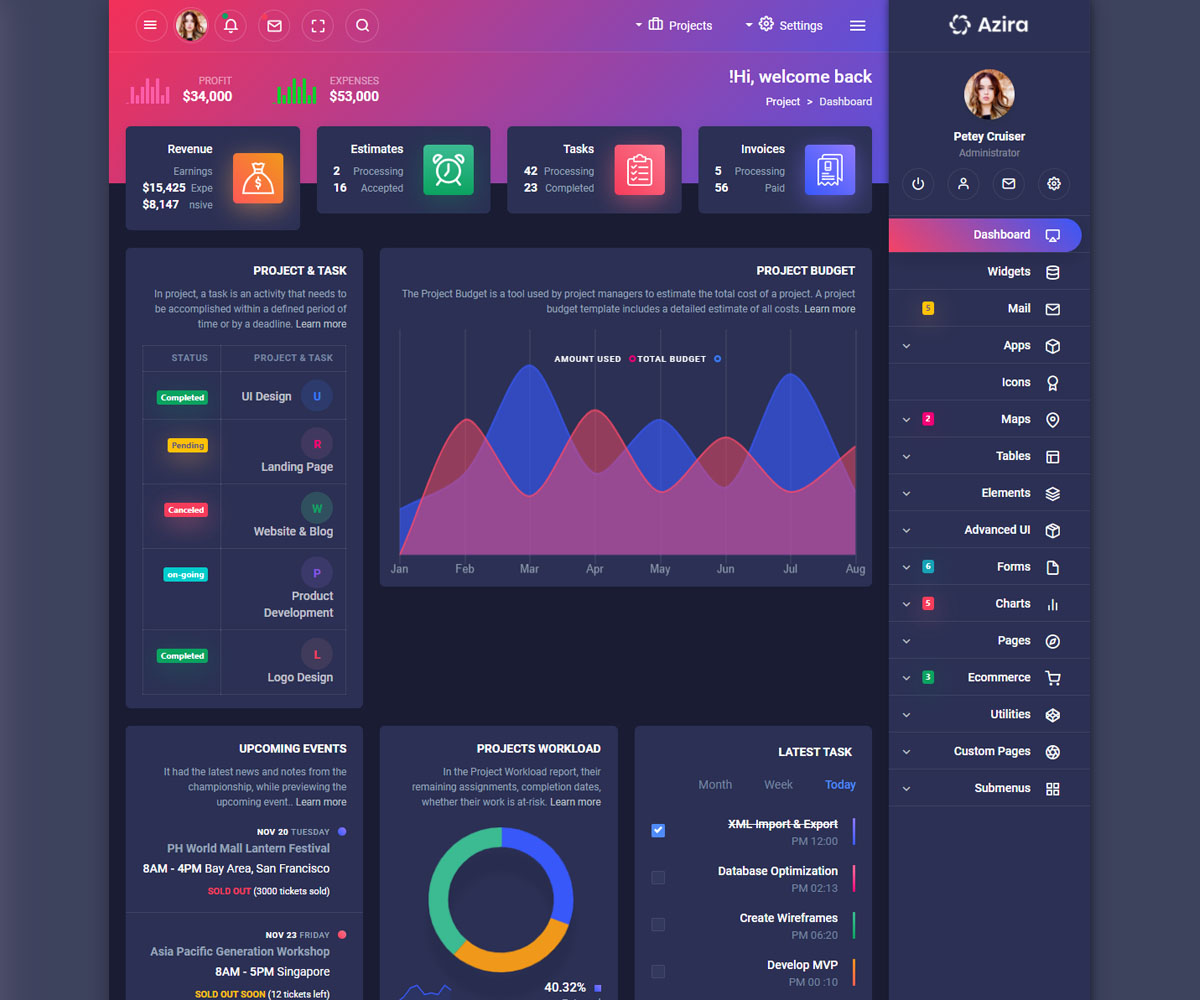 Projects
Settings
Azira
PROFIT
$34,000
EXPENSES
$53,000
!Hi, welcome back
Project > Dashboard
Petey Cruiser
Administrator
Revenue
Earnings
$15,425 Expe
$8,147 nsive
Estimates
2 Processing
16 Accepted
Tasks
42 Processing
23 Completed
Invoices
5 Processing
56 Paid
Dashboard
Widgets
5 Mail
Apps
Icons
2 Maps
Tables
Elements
Advanced UI
6 Forms
5 Charts
Pages
3 Ecommerce
Utilities
Custom Pages
Submenus
PROJECT & TASK
In project, a task is an activity that needs to
be accomplished within a defined period of
time or by a deadline. Learn more
STATUS PROJECT & TASK
Completed UI Design U
Pending R
Landing Page
Canceled W
Website & Blog
on-going P
Product
Development
Completed L
Logo Design
PROJECT BUDGET
The Project Budget is a tool used by project managers to estimate the total cost of a project. A project
budget template includes a detailed estimate of all costs. Learn more
AMOUNT USED TOTAL BUDGET
Jan Feb Mar Apr May Jun Jul Aug
UPCOMING EVENTS
It had the latest news and notes from the
championship, while previewing the
upcoming event.. Learn more
NOV 20 TUESDAY
PH World Mall Lantern Festival
8AM - 4PM Bay Area, San Francisco
SOLD OUT (3000 tickets sold)
NOV 23 FRIDAY
Asia Pacific Generation Workshop
8AM - 5PM Singapore
SOLD OUT SOON (12 tickets left)
PROJECTS WORKLOAD
In the Project Workload report, their
remaining assignments, completion dates,
whether their work is at-risk. Learn more
40.32%
LATEST TASK
Month Week Today
XML Import & Export
PM 12:00
Database Optimization
PM 02:13
Create Wireframes
PM 06:20
Develop MVP
PM 00 :10